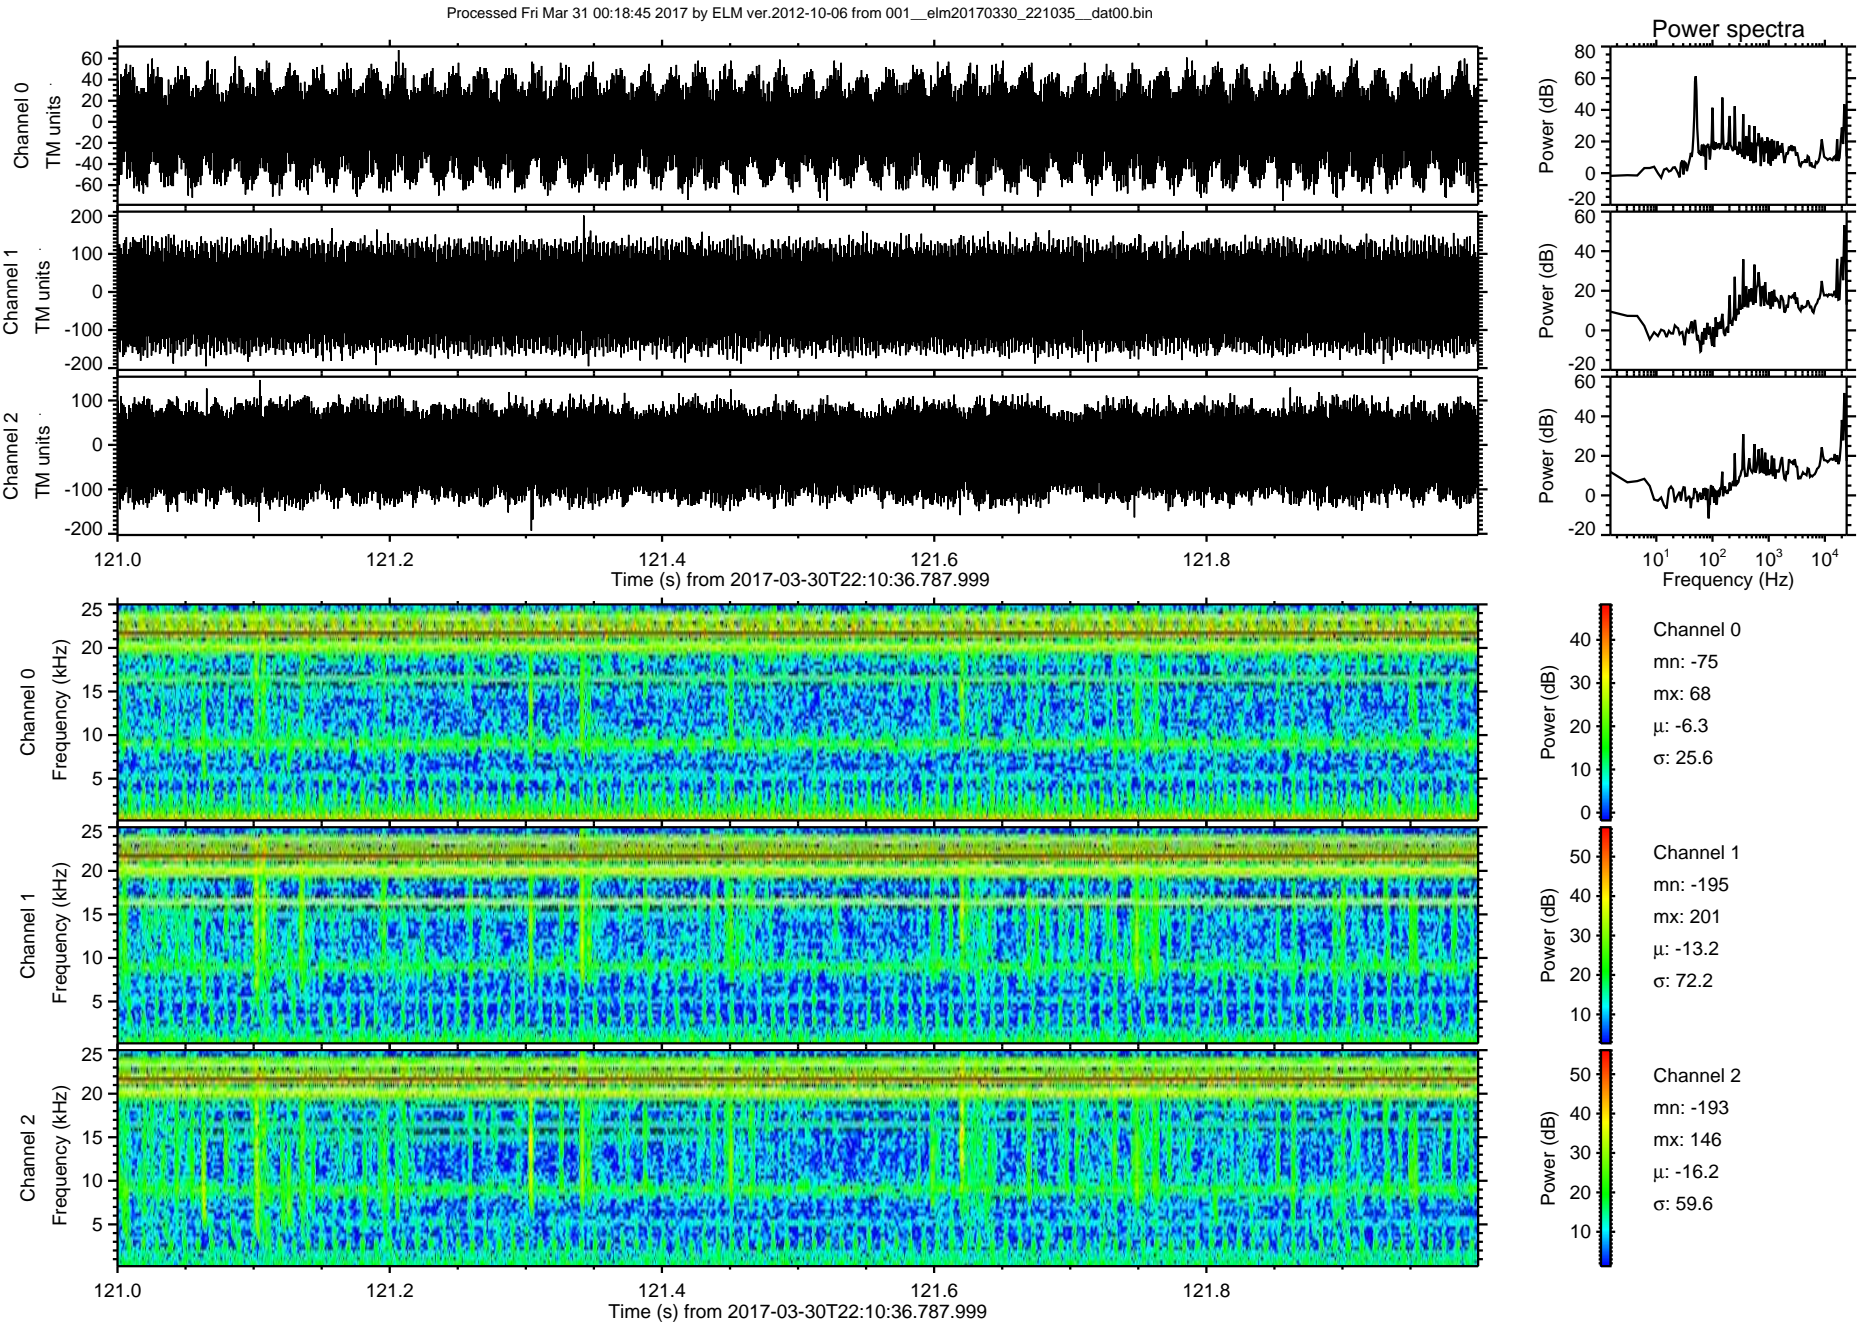 Processed Fri Mar 31 00:18:45 2017 by ELM ver.2012-10-06 from 001__elm20170330_221035__dat00.bin
Power spectra
Channel 0
TM units
60
40
20
0
-20
-40
-60
Power (dB)
80
60
40
20
0
-20
Channel 1
TM units
200
100
0
-100
-200
Power (dB)
60
40
20
0
-20
Channel 2
TM units
100
0
-100
-200
Power (dB)
60
40
20
0
-20
121.0 121.2 121.4 121.6 121.8
Time (s) from 2017-03-30T22:10:36.787.999
10^1 10^2 10^3 10^4
Frequency (Hz)
Channel 0
Frequency (kHz)
25
20
15
10
5
Power (dB)
40
30
20
10
0
Channel 0
mn: -75
mx: 68
μ: -6.3
σ: 25.6
Channel 1
Frequency (kHz)
25
20
15
10
5
Power (dB)
50
40
30
20
10
Channel 1
mn: -195
mx: 201
μ: -13.2
σ: 72.2
Channel 2
Frequency (kHz)
25
20
15
10
5
Power (dB)
50
40
30
20
10
Channel 2
mn: -193
mx: 146
μ: -16.2
σ: 59.6
121.0 121.2 121.4 121.6 121.8
Time (s) from 2017-03-30T22:10:36.787.999